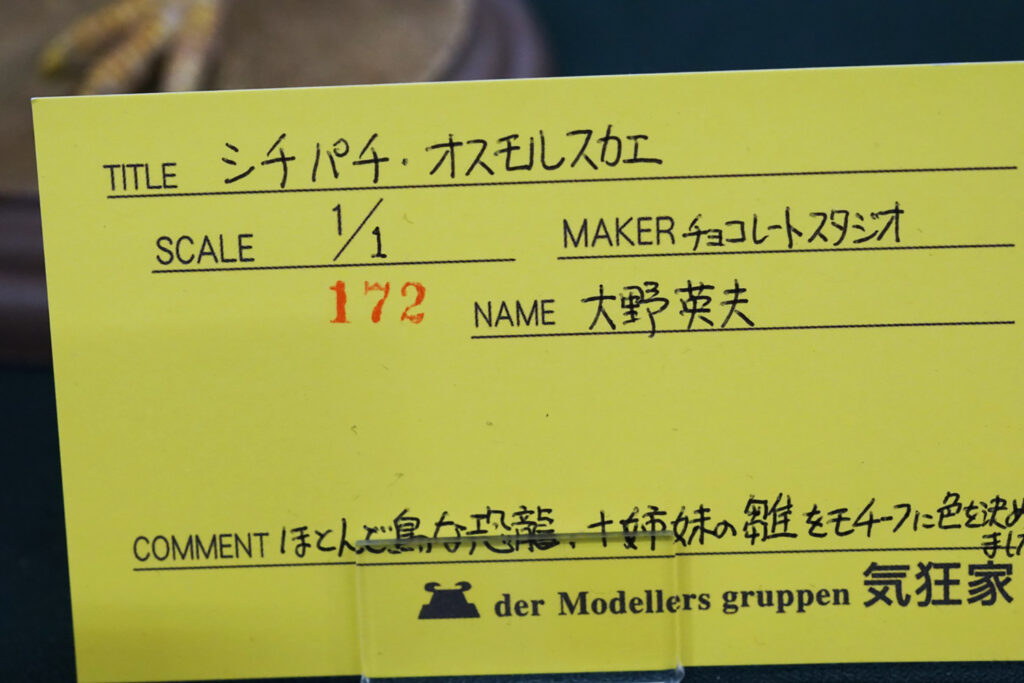 TITLE シチパチ・オスモルスカエ
SCALE 1/1 MAKER チョコレートスタジオ
172 NAME 大野英夫
COMMENT ほとんど鳥な恐龍、十姉妹の雛をモチーフに色を決め
まし
der Modellers gruppen 気狂家